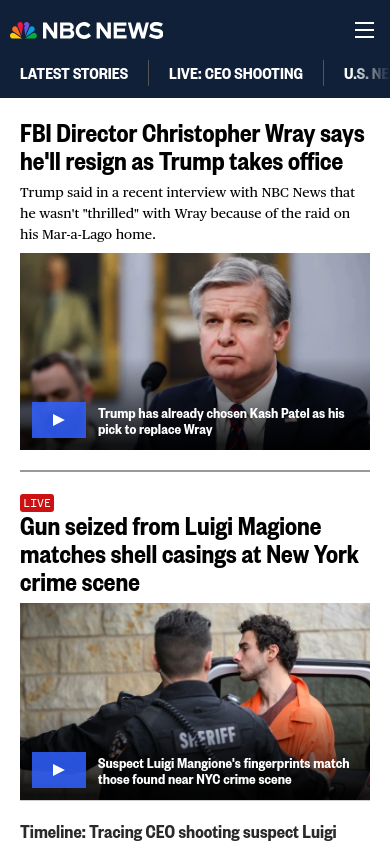 NBC NEWS
LATEST STORIES
LIVE: CEO SHOOTING
U.S. NE
FBI Director Christopher Wray says
he'll resign as Trump takes office
Trump said in a recent interview with NBC News that
he wasn't "thrilled" with Wray because of the raid on
his Mar-a-Lago home.
Trump has already chosen Kash Patel as his
pick to replace Wray
LIVE
Gun seized from Luigi Magione
matches shell casings at New York
crime scene
SHERIFF
Suspect Luigi Mangione's fingerprints match
those found near NYC crime scene
Timeline: Tracing CEO shooting suspect Luigi